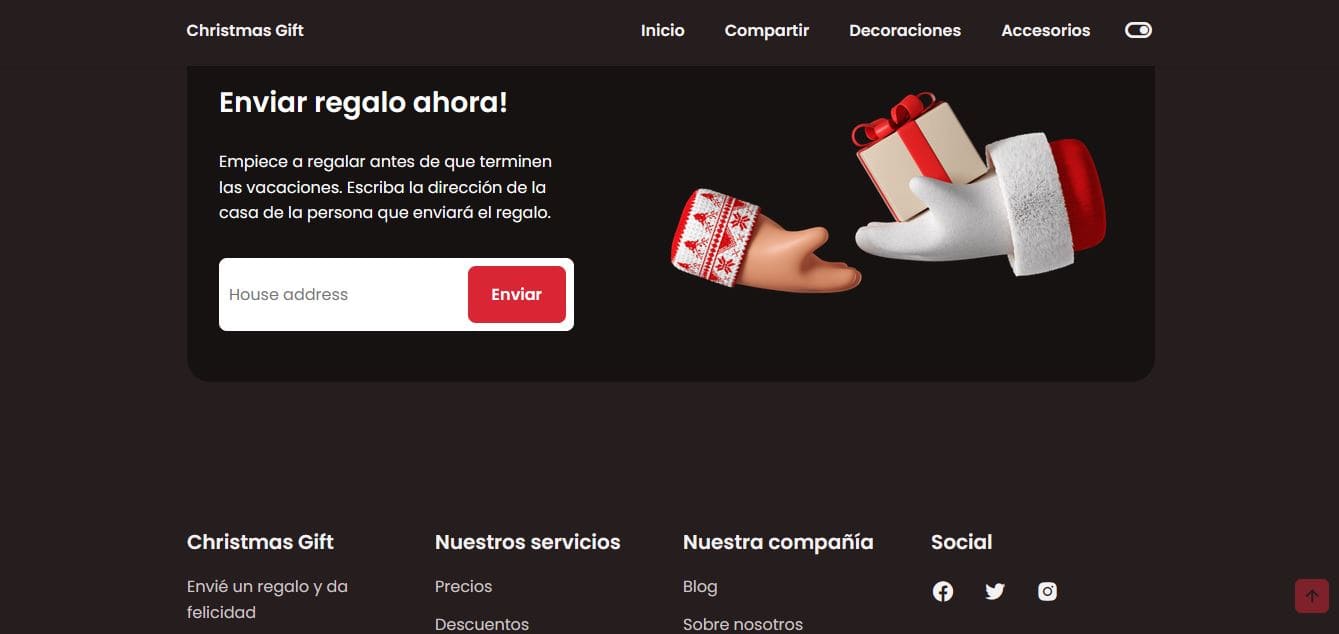 Christmas Gift
Inicio
Compartir
Decoraciones
Accesorios
Enviar regalo ahora!
Empiece a regalar antes de que terminen
las vacaciones. Escriba la dirección de la
casa de la persona que enviará el regalo.
House address
Enviar
Christmas Gift
Envié un regalo y da
felicidad
Nuestros servicios
Precios
Descuentos
Nuestra compañía
Blog
Sobre nosotros
Social